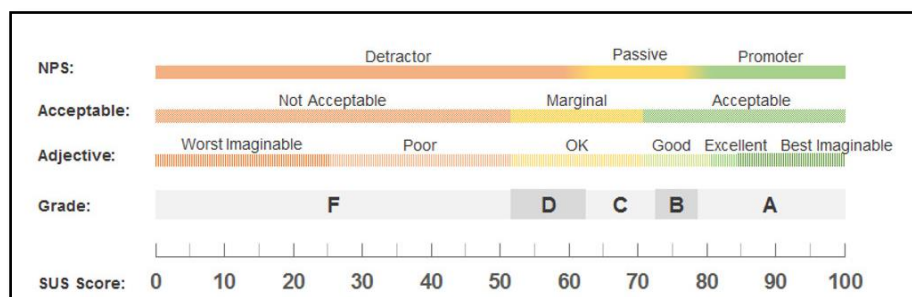 Detractor Passive Promoter
NPS:
Not Acceptable Marginal Acceptable
Acceptable:
Worst Imaginable Poor OK Good Excellent Best Imaginable
Adjective:
Grade: F D C B A
SUS Score: 0 10 20 30 40 50 60 70 80 90 100